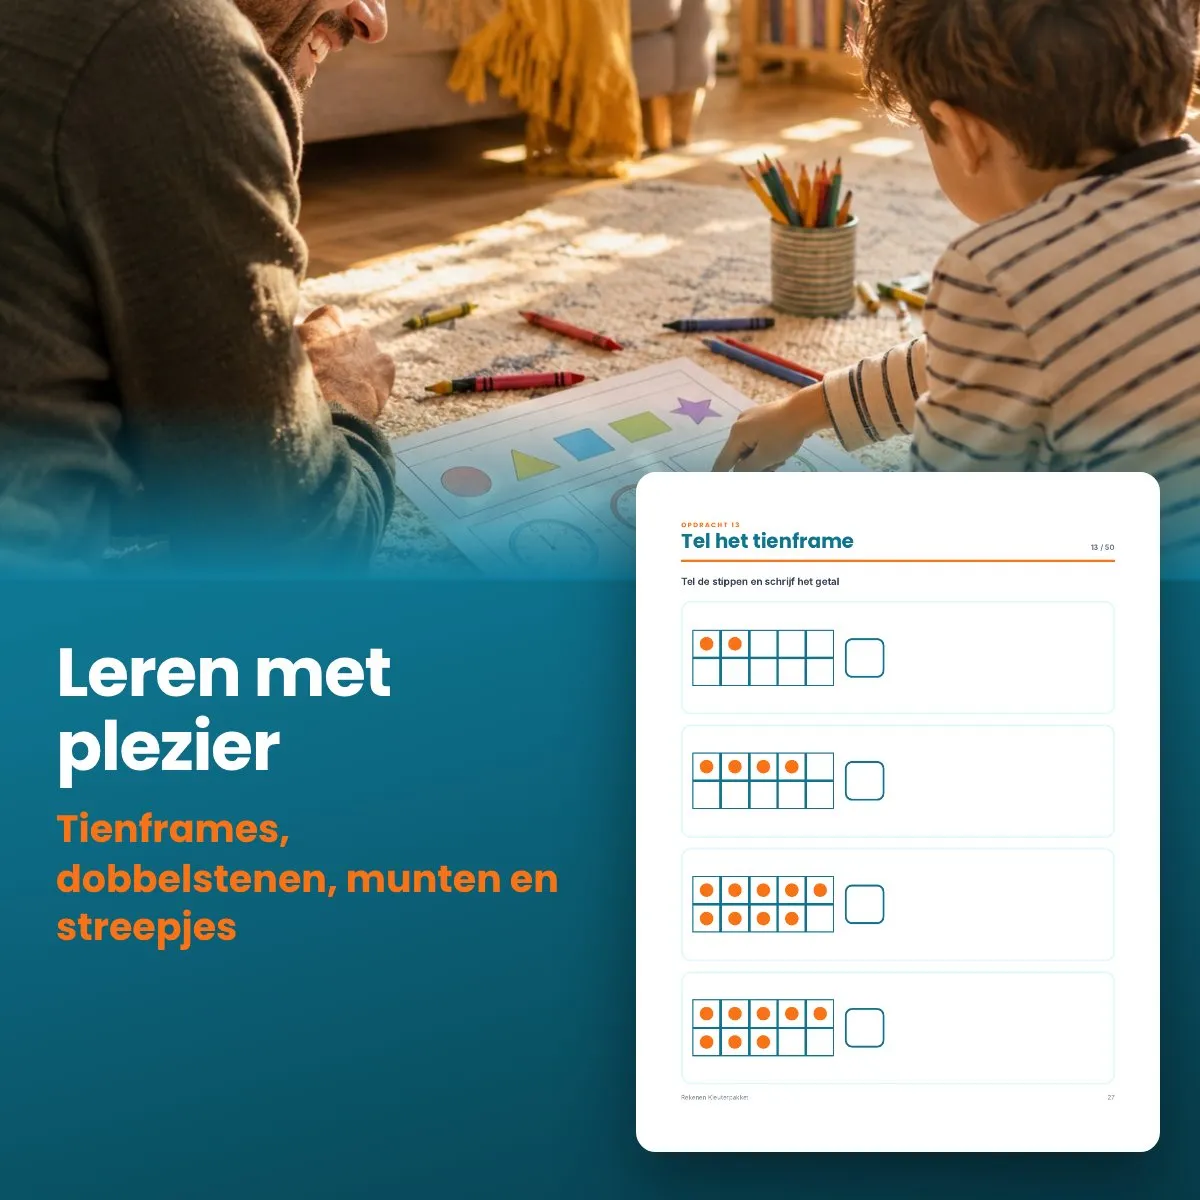 OPDRACHT 13
Tel het tienframe
13 / 50
Tel de stippen en schrijf het getal
Leren met
plezier
Tienframes,
dobbelstenen, munten en
streepjes
Rekenen Kleuterpakket
27